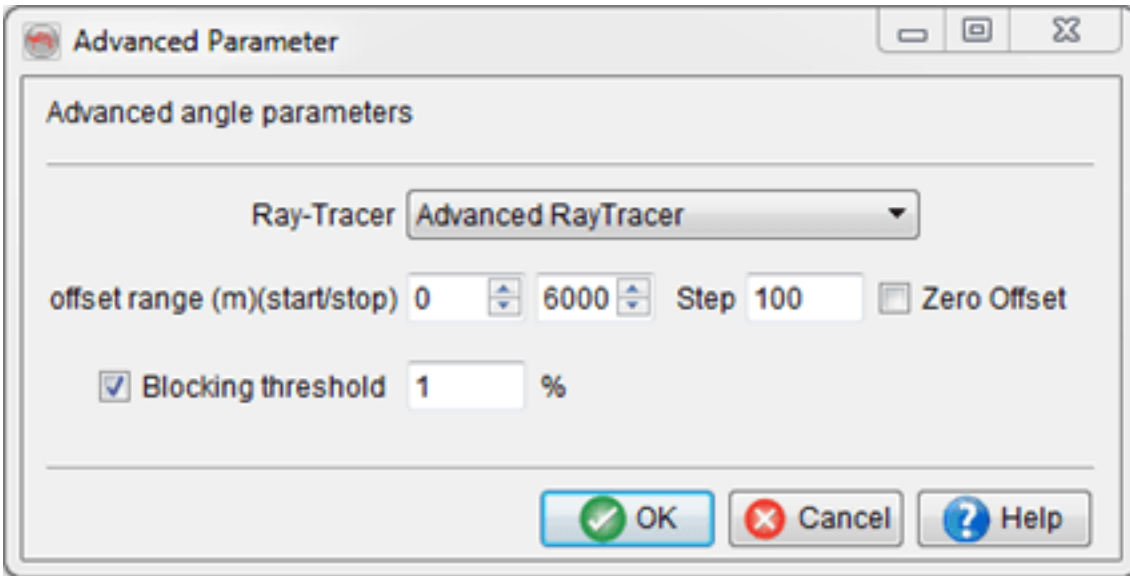 Advanced Parameter
Advanced angle parameters
Ray-Tracer Advanced RayTracer
offset range (m)(start/stop) 0 6000 Step 100 Zero Offset
Blocking threshold 1 %
OK Cancel Help